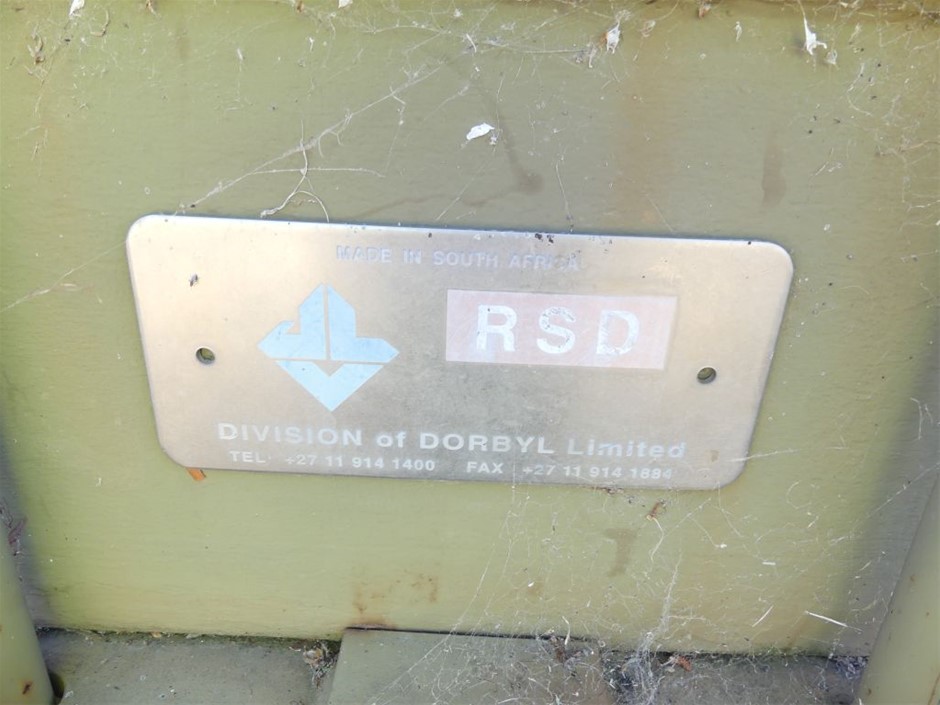 MADE IN SOUTH AFRICA
RSD
DIVISION of DORBYL Limited
TEL +27 11 914 1400 FAX +27 11 914 1884